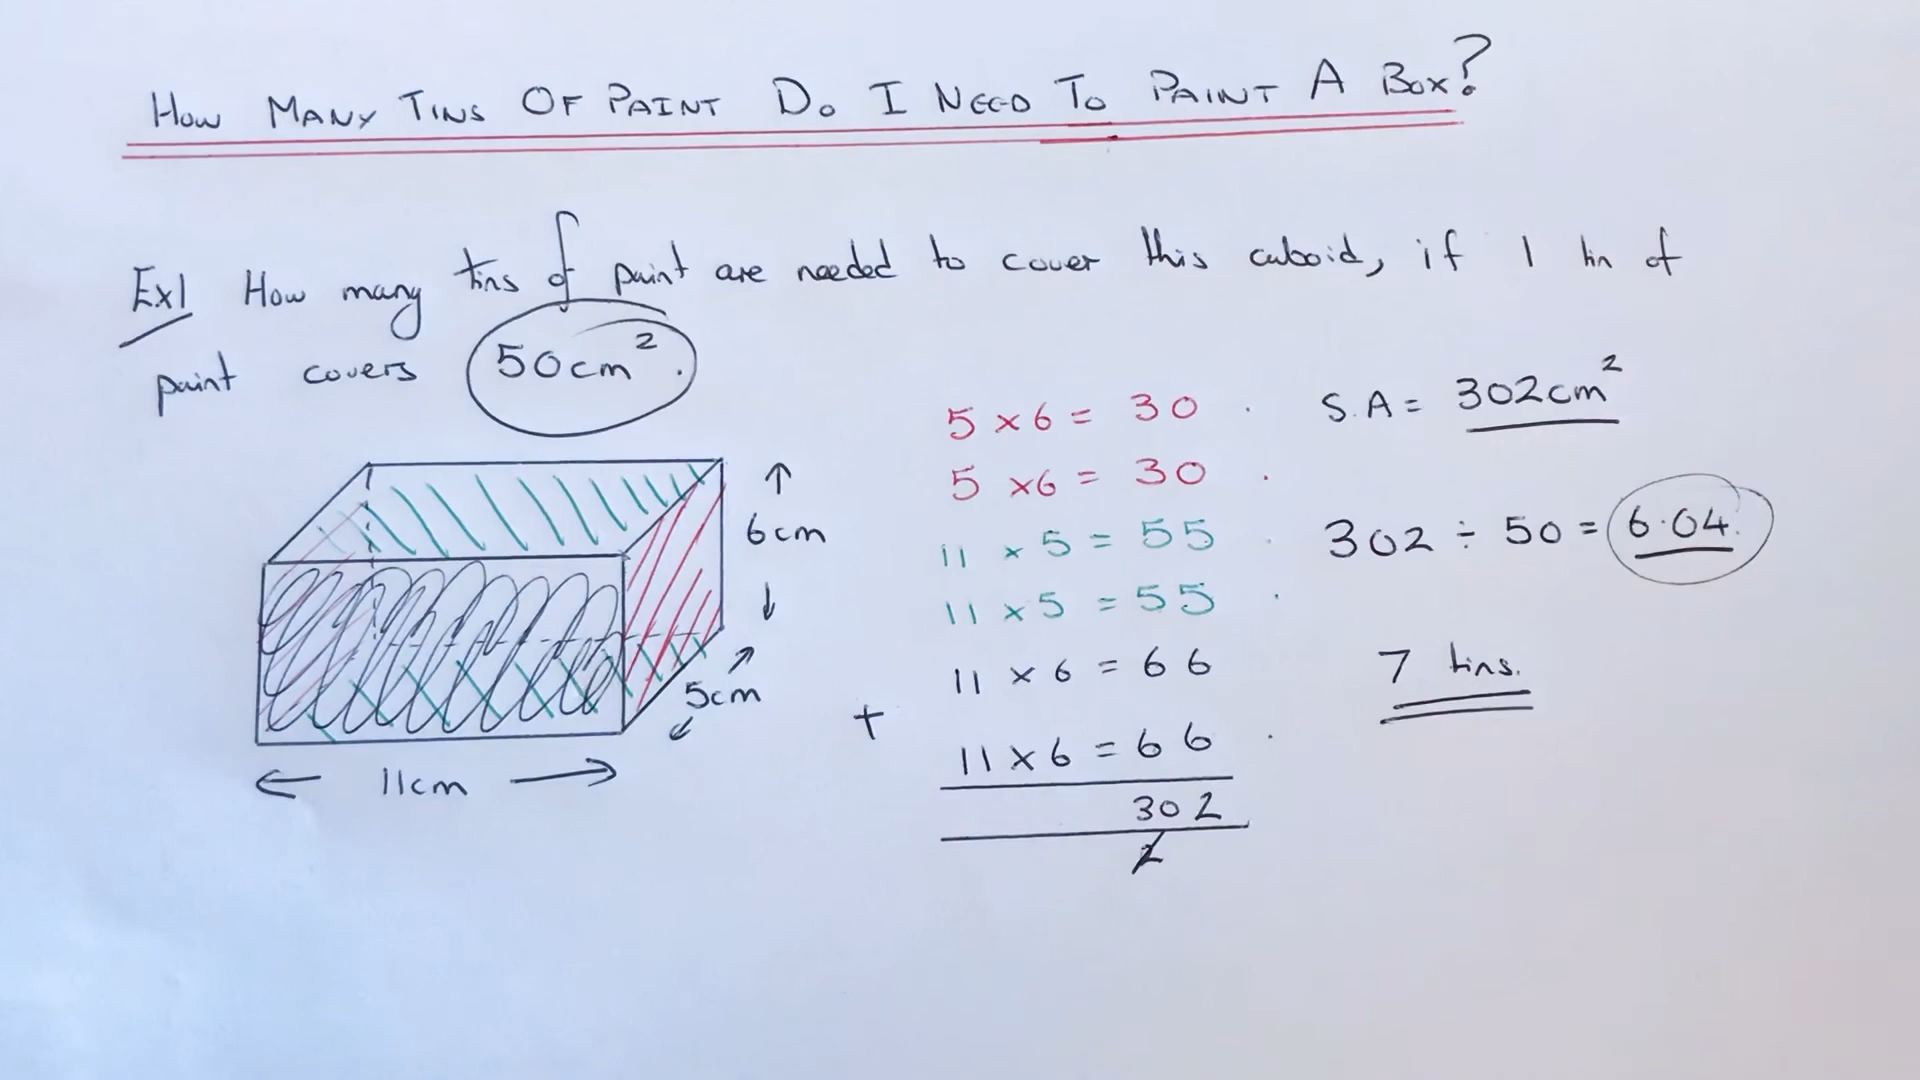 HOW MANY TINS OF PAINT DO I NEED TO PAINT A BOX?
Ex1 How many tins of paint are needed to cover this cuboid, if 1 tin of
paint covers 50cm².
6cm
5cm
11cm
5 × 6 = 30
5 × 6 = 30
11 × 5 = 55
11 × 5 = 55
11 × 6 = 66
+ 11 × 6 = 66
302
2
S.A = 302cm²
302 ÷ 50 = 6.04.
7 tins.